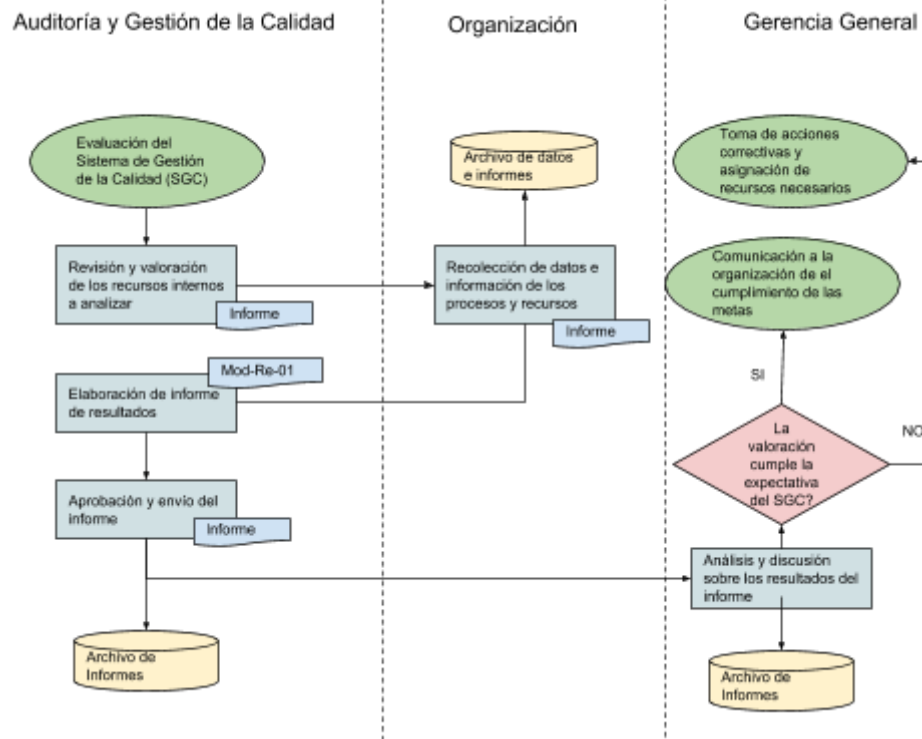 Auditoría y Gestión de la Calidad
Organización
Gerencia General
Evaluación del
Sistema de Gestión
de la Calidad (SGC)
Revisión y valoración
de los recursos internos
a analizar
Informe
Mod-Re-01
Elaboración de informe
de resultados
Aprobación y envío del
informe
Informe
Archivo de
Informes
Archivo de datos
e informes
Recolección de datos e
información de los
procesos y recursos
Informe
Toma de acciones
correctivas y
asignación de
recursos necesarios
Comunicación a la
organización de el
cumplimiento de las
metas
SI
La
valoración
cumple la
expectativa
del SGC?
NO
Análisis y discusión
sobre los resultados del
informe
Archivo de
Informes